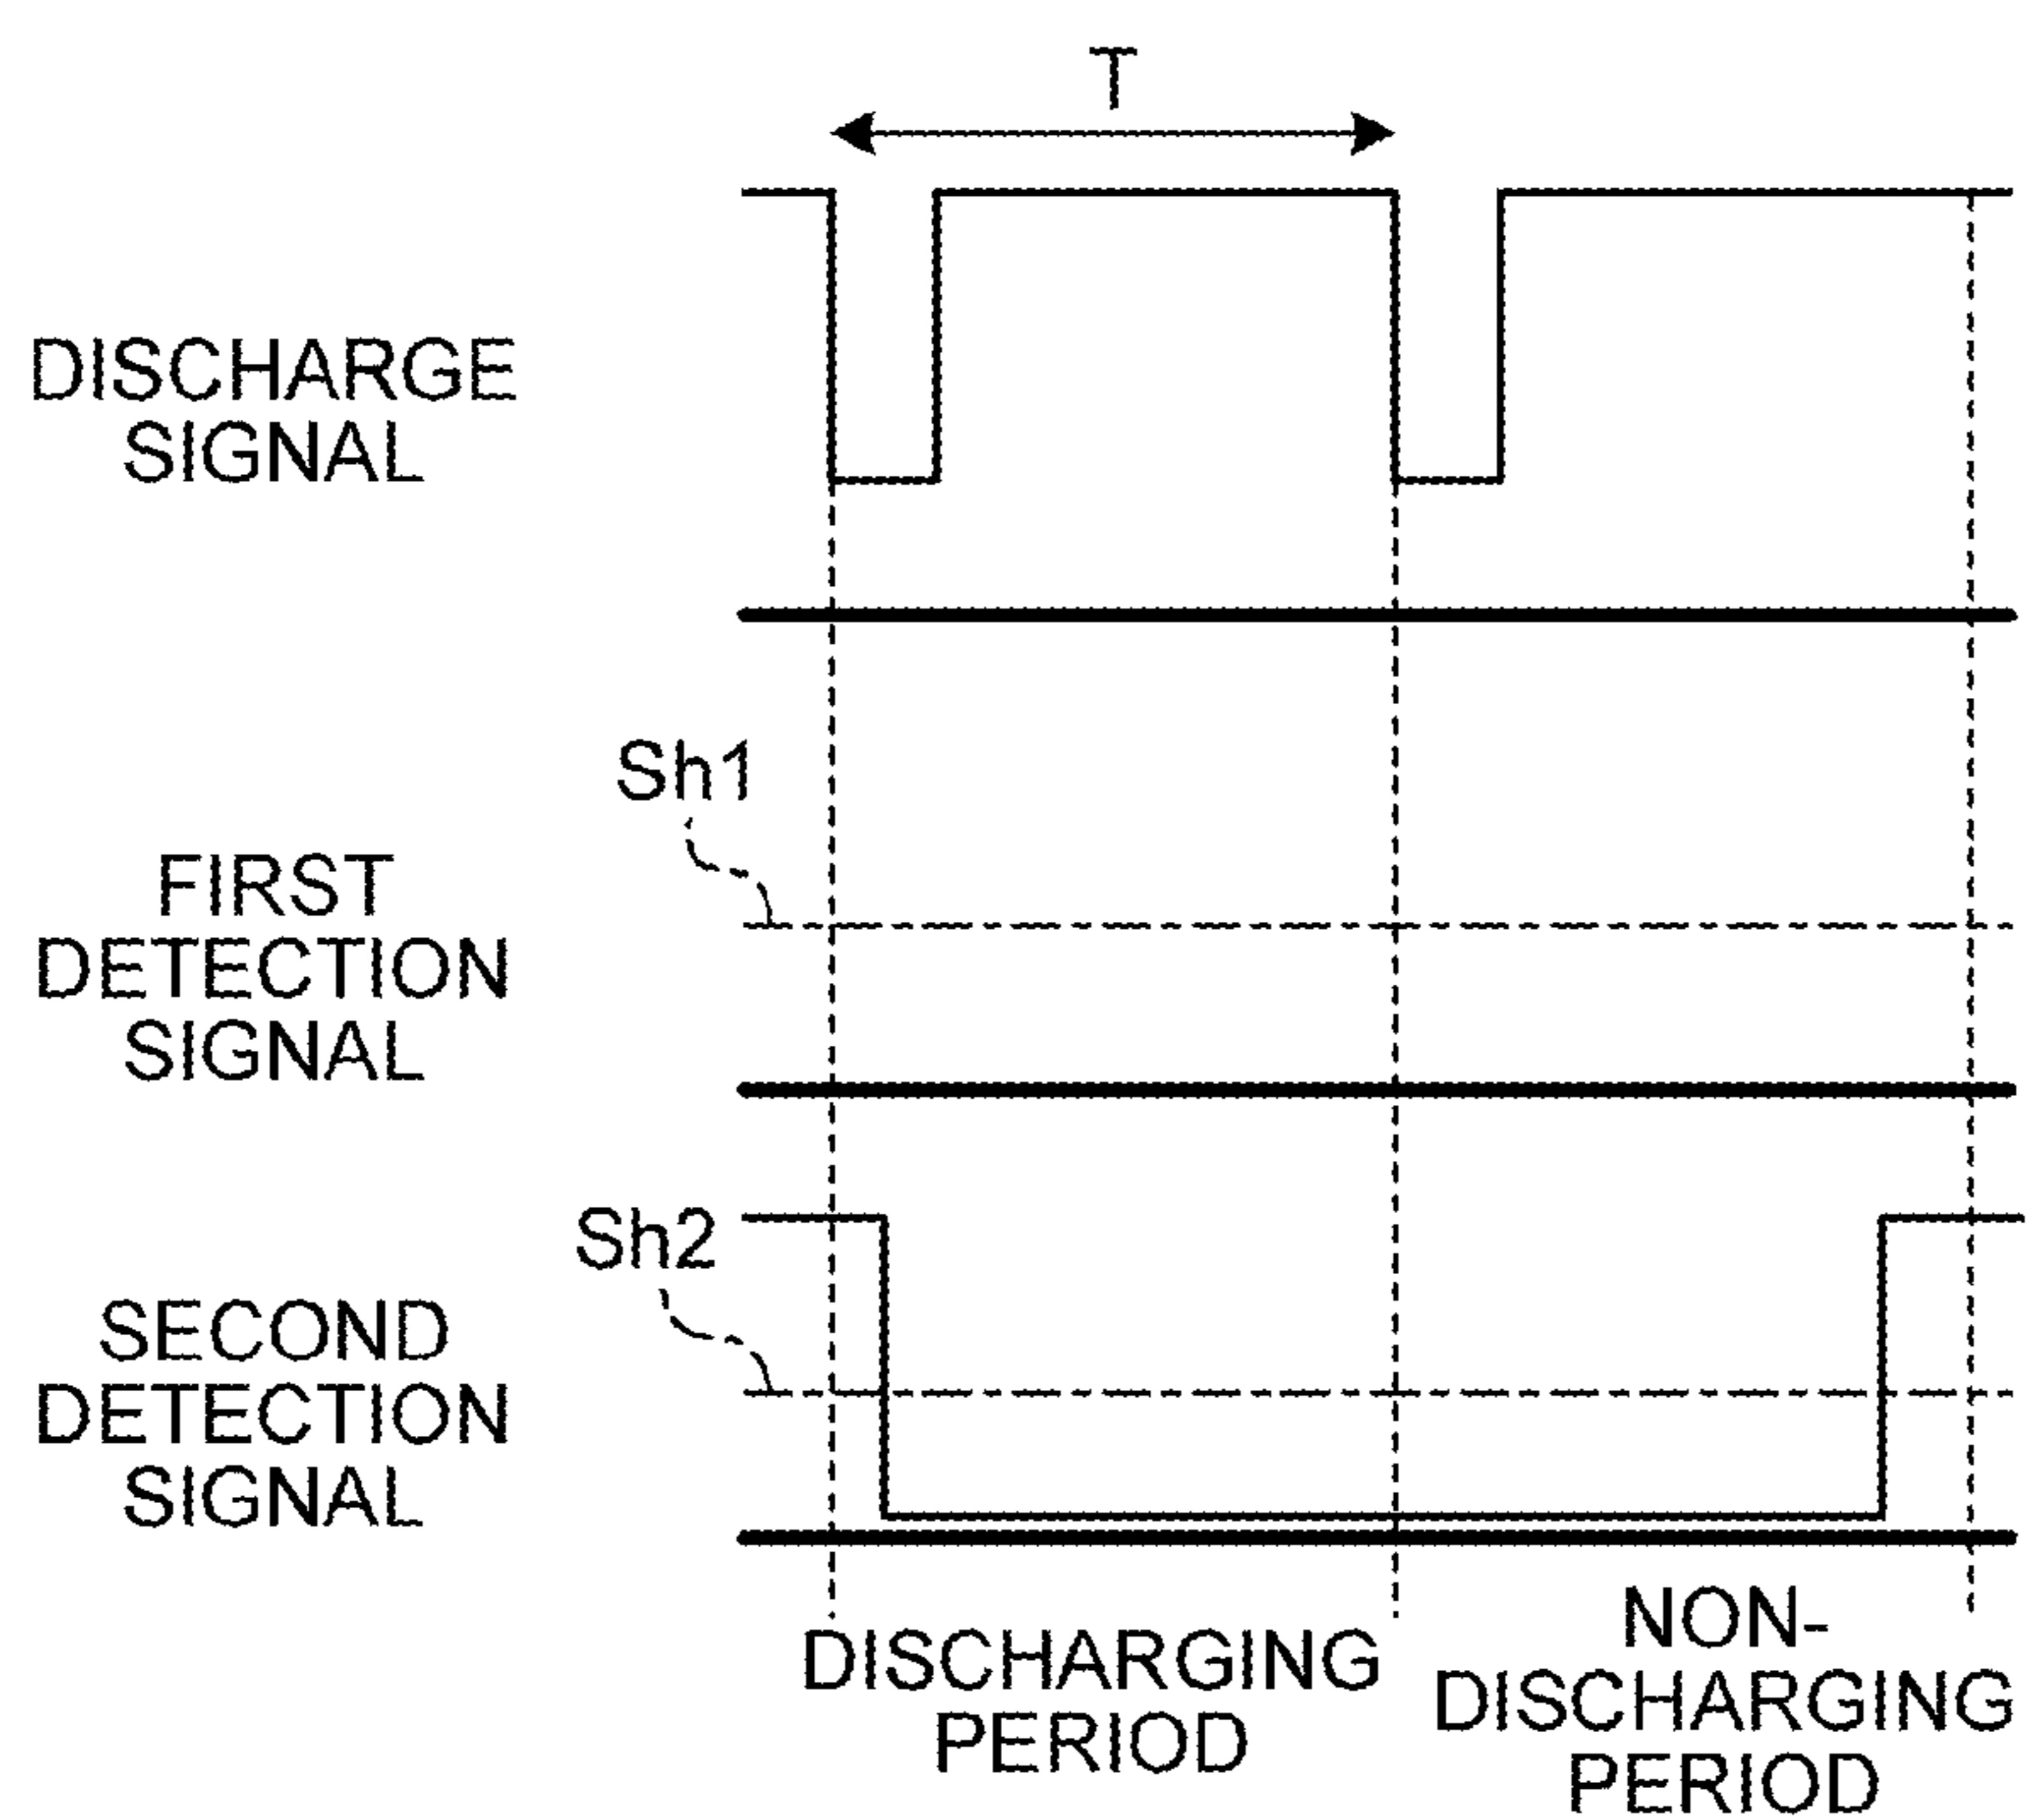 T
DISCHARGE
SIGNAL
Sh1
FIRST
DETECTION
SIGNAL
Sh2
SECOND
DETECTION
SIGNAL
DISCHARGING
PERIOD
NON-
DISCHARGING
PERIOD